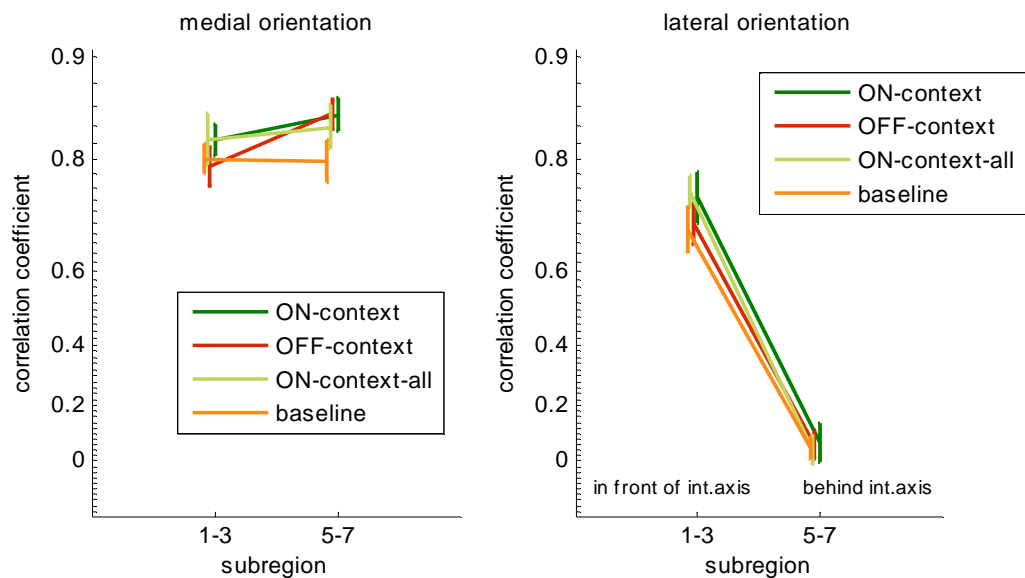 medial orientation
correlation coefficient
0.9
0.8
0.6
0.4
0.2
0
ON-context
OFF-context
ON-context-all
baseline
1-3
5-7
subregion
lateral orientation
correlation coefficient
0.9
0.8
0.6
0.4
0.2
0
ON-context
OFF-context
ON-context-all
baseline
in front of int.axis
behind int.axis
1-3
5-7
subregion